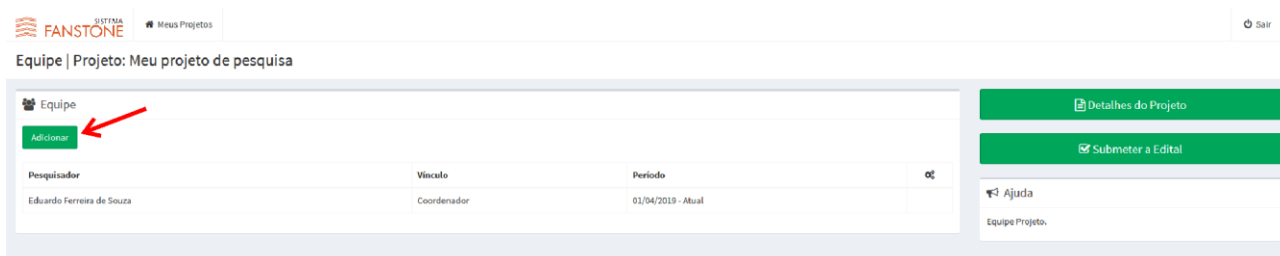 SISTEMA
FANSTONE
Meus Projetos
Sair
Equipe | Projeto: Meu projeto de pesquisa
Equipe
Adicionar
Pesquisador Vínculo Período
Eduardo Ferreira de Souza Coordenador 01/04/2019 - Atual
Detalhes do Projeto
Submeter a Edital
Ajuda
Equipe Projeto.